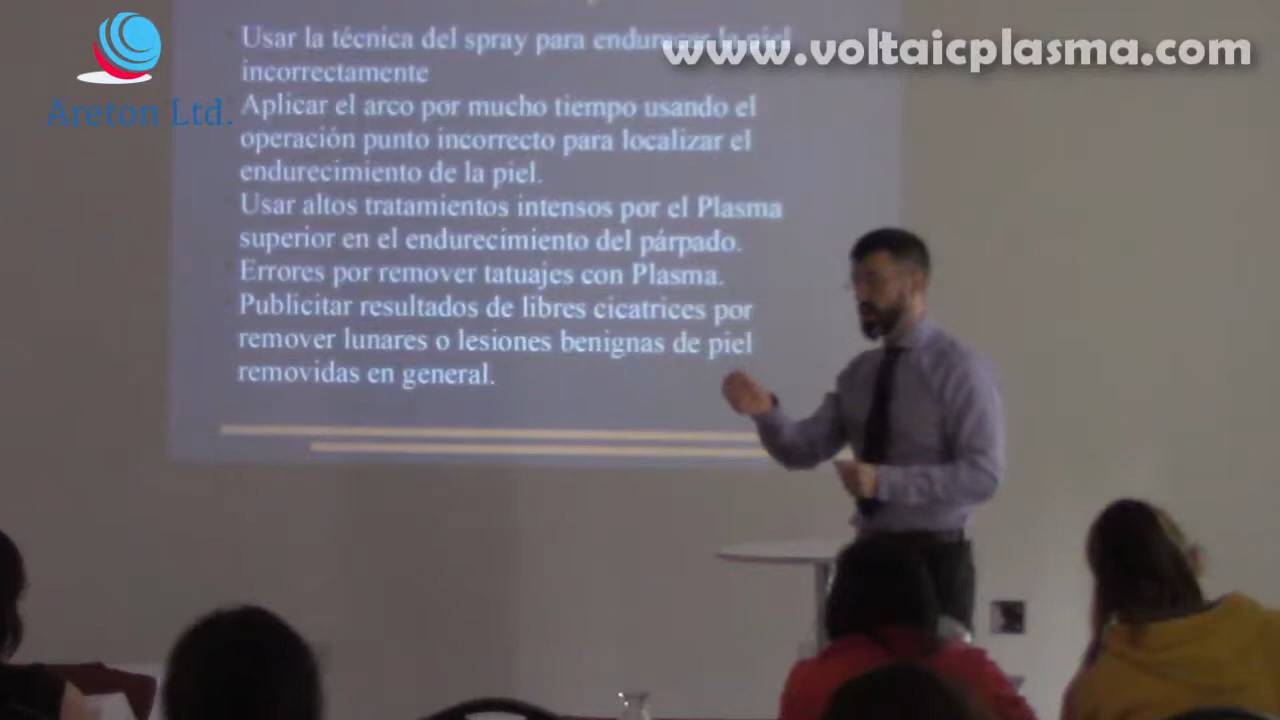 Usar la técnica del spray para endurecer la piel
www.voltaicplasma.com
incorrectamente
Areton Ltd.
Aplicar el arco por mucho tiempo usando el
operación punto incorrecto para localizar el
endurecimiento de la piel.
Usar altos tratamientos intensos por el Plasma
superior en el endurecimiento del párpado.
Errores por remover tatuajes con Plasma.
Publicitar resultados de libres cicatrices por
remover lunares o lesiones benignas de piel
removidas en general.